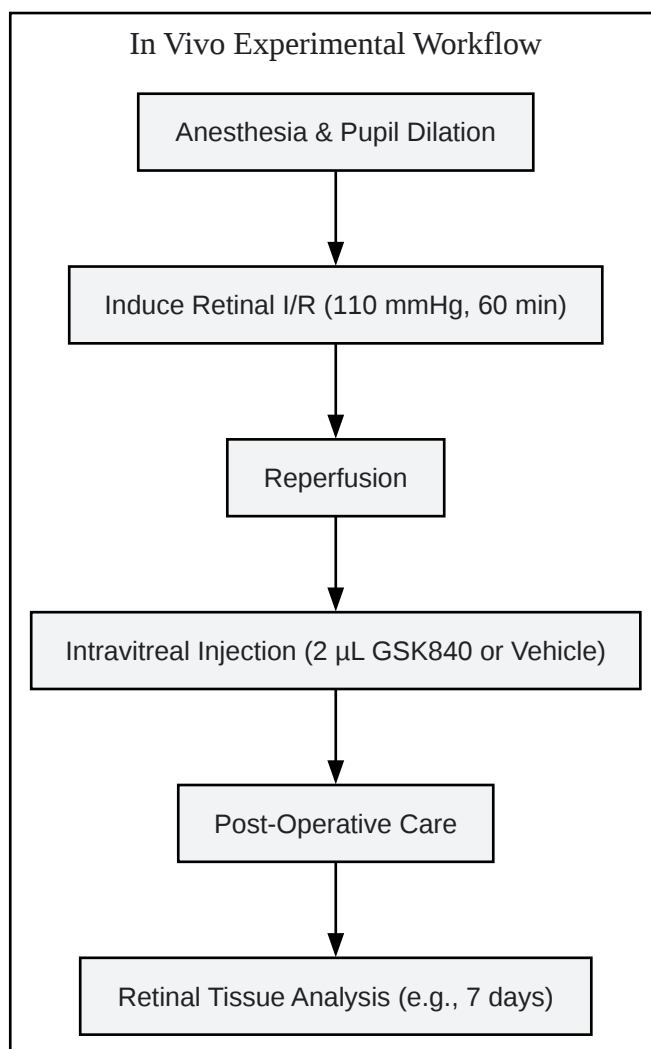 In Vivo Experimental Workflow
Anesthesia & Pupil Dilation
Induce Retinal I/R (110 mmHg, 60 min)
Reperfusion
Intravitreal Injection (2 µL GSK840 or Vehicle)
Post-Operative Care
Retinal Tissue Analysis (e.g., 7 days)